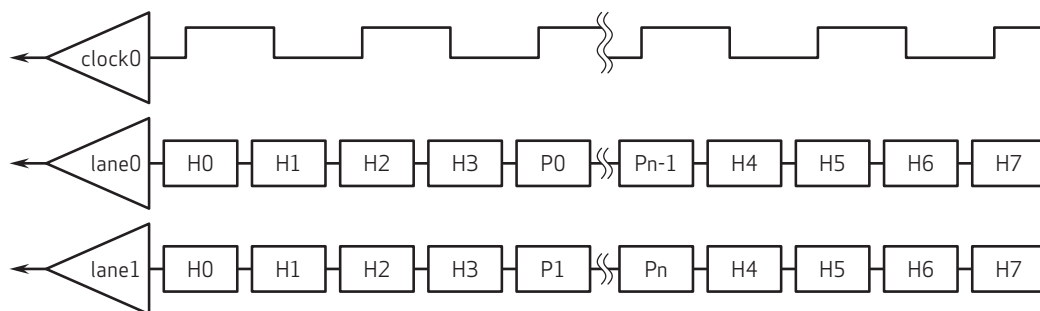 clock0
lane0 H0 H1 H2 H3 P0 Pn-1 H4 H5 H6 H7
lane1 H0 H1 H2 H3 P1 Pn H4 H5 H6 H7